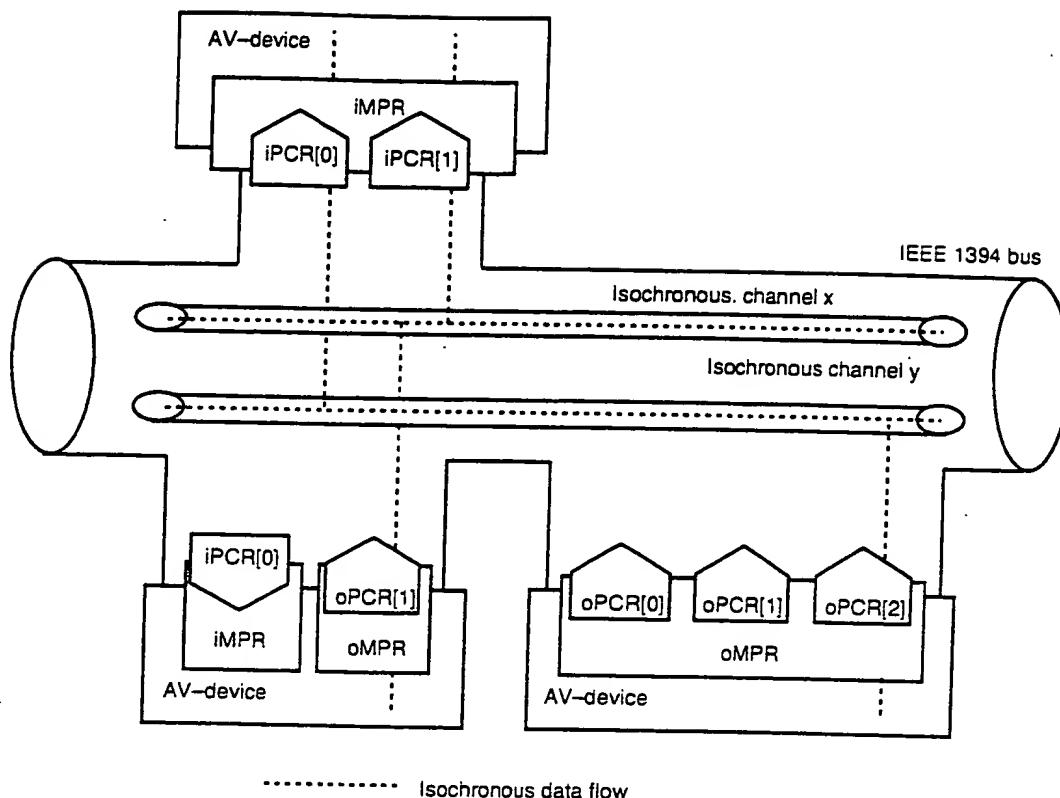 AV–device
iMPR
iPCR[0]
iPCR[1]
IEEE 1394 bus
Isochronous. channel x
Isochronous channel y
iPCR[0]
oPCR[1]
iMPR
oMPR
AV–device
oPCR[0]
oPCR[1]
oPCR[2]
oMPR
AV–device
Isochronous data flow